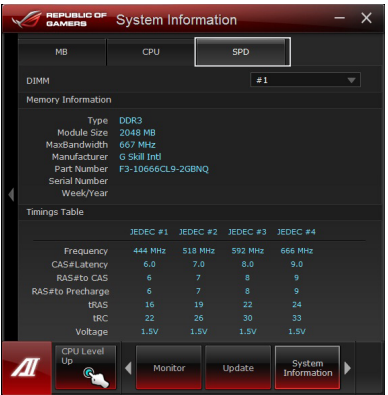 REPUBLIC OF
GAMERS
System Information
MB CPU SPD
DIMM #1
Memory Information
Type DDR3
Module Size 2048 MB
MaxBandwidth 667 MHz
Manufacturer G Skill Intl
Part Number F3-10666CL9-2GBNQ
Serial Number
Week/Year
Timings Table
JEDEC #1 JEDEC #2 JEDEC #3 JEDEC #4
Frequency 444 MHz 518 MHz 592 MHz 666 MHz
CAS#Latency 6.0 7.0 8.0 9.0
RAS#to CAS 6 7 8 9
RAS#to Precharge 6 7 8 9
tRAS 16 19 22 24
tRC 22 26 30 33
Voltage 1.5V 1.5V 1.5V 1.5V
AI
CPU Level
Up
Monitor
Update
System
Information